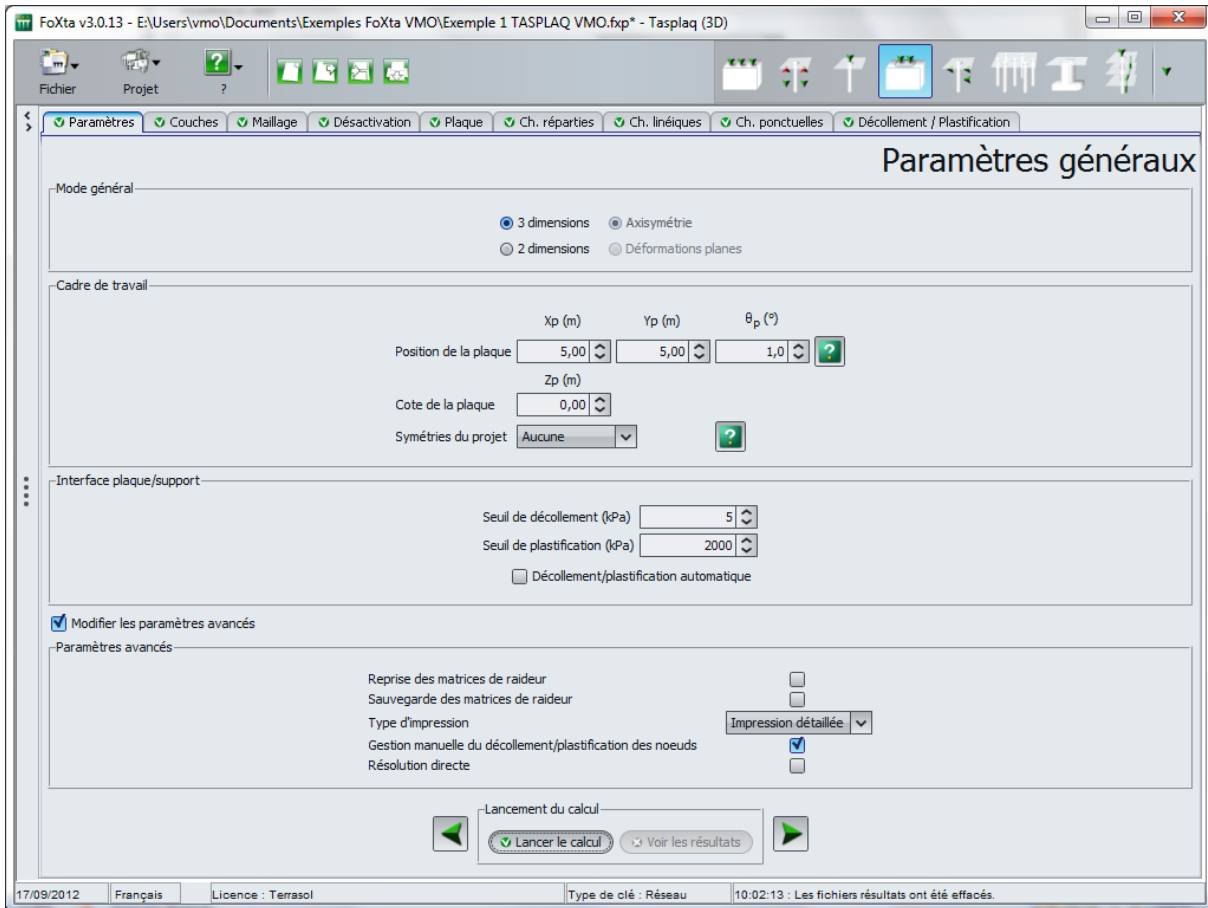 FoXta v3.0.13 - E:\Users\vmo\Documents\Exemples FoXta VMO\Exemple 1 TASPLAQ VMO.fxp* - Tasplaq (3D)
Fichier
Projet
?
Paramètres
Couches
Maillage
Désactivation
Plaque
Ch. réparties
Ch. linéiques
Ch. ponctuelles
Décollement / Plastification
Paramètres généraux
Mode général
3 dimensions
Axisymétrie
2 dimensions
Déformations planes
Cadre de travail
Xp (m)
Yp (m)
θp (°)
Position de la plaque
5,00
5,00
1,0
?
Zp (m)
Cote de la plaque
0,00
Symétries du projet
Aucune
?
Interface plaque/support
Seuil de décollement (kPa)
5
Seuil de plastification (kPa)
2000
Décollement/plastification automatique
Modifier les paramètres avancés
Paramètres avancés
Reprise des matrices de raideur
Sauvegarde des matrices de raideur
Type d'impression
Impression détaillée
Gestion manuelle du décollement/plastification des noeuds
Résolution directe
Lancement du calcul
Lancer le calcul
Voir les résultats
17/09/2012
Français
Licence : Terrasol
Type de clé : Réseau
10:02:13 : Les fichiers résultats ont été effacés.